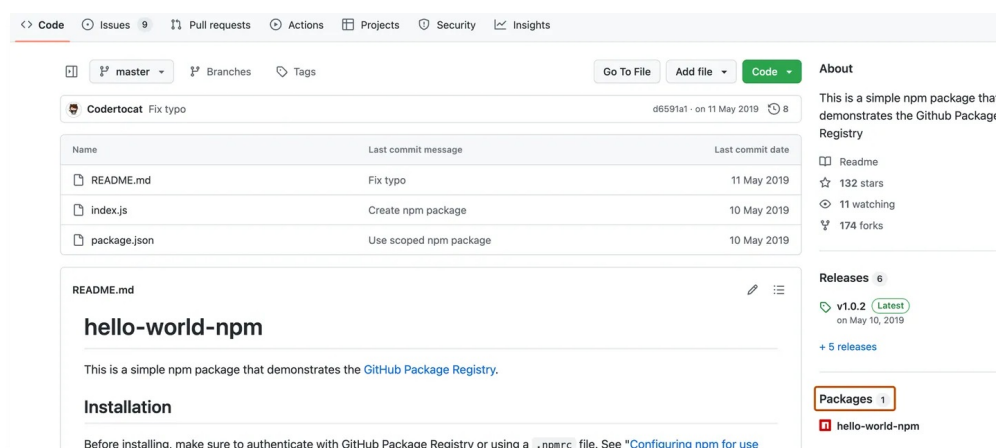 <> Code Issues 9 Pull requests Actions Projects Security Insights
master Branches Tags Go To File Add file Code
Codertocat Fix typo d6591a1 · on 11 May 2019 8
Name Last commit message Last commit date
README.md Fix typo 11 May 2019
index.js Create npm package 10 May 2019
package.json Use scoped npm package 10 May 2019
README.md
hello-world-npm
This is a simple npm package that demonstrates the GitHub Package Registry.
Installation
Before installing, make sure to authenticate with GitHub Package Registry or using a .npmrc file. See "Configuring npm for use
About
This is a simple npm package that
demonstrates the Github Package
Registry
Readme
132 stars
11 watching
174 forks
Releases 6
v1.0.2 Latest
on May 10, 2019
+ 5 releases
Packages 1
hello-world-npm